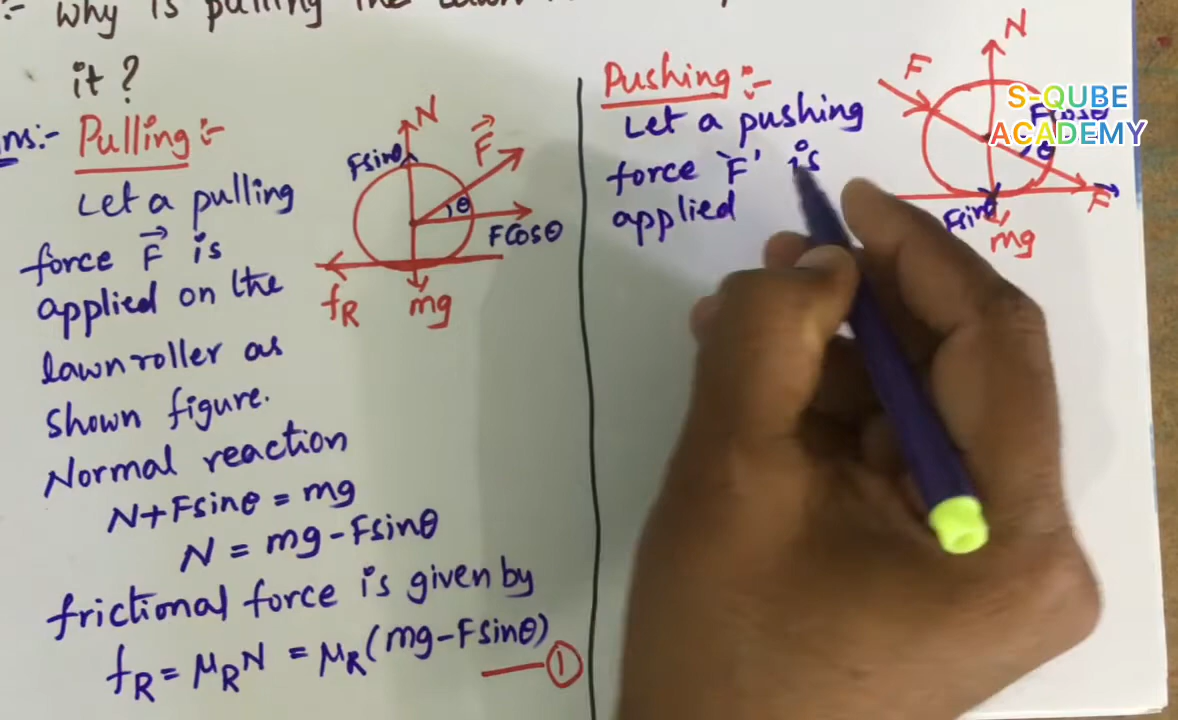 :- Why is pulling the lawn
it?
Ans:- Pulling :-
Let a pulling
force F is
applied on the
lawn roller as
shown figure.
Normal reaction
N+Fsinθ = mg
N = mg-Fsinθ
frictional force is given by
fR = μRN = μR(mg-Fsinθ)
①
N
Fsinθ
F
θ
FCosθ
fR
mg
Pushing :-
Let a pushing
force 'F' is
applied
N
F
S-QUBE
ACADEMY
FCosθ
θ
F
Fsinθ
mg